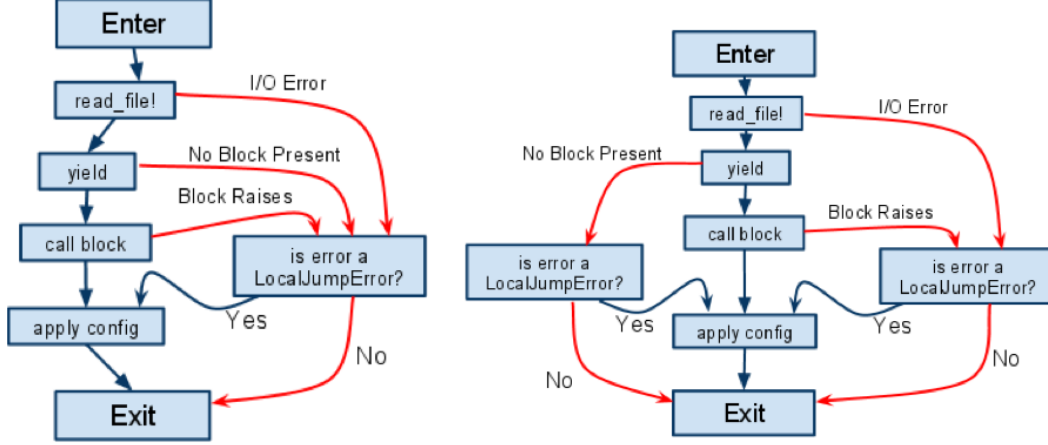 Enter
I/O Error
read_file!
No Block Present
yield
Block Raises
call block
is error a
LocalJumpError?
Yes
apply config
No
Exit
Enter
read_file!
I/O Error
No Block Present
yield
Block Raises
call block
is error a
LocalJumpError?
is error a
LocalJumpError?
Yes
apply config
Yes
No
No
Exit